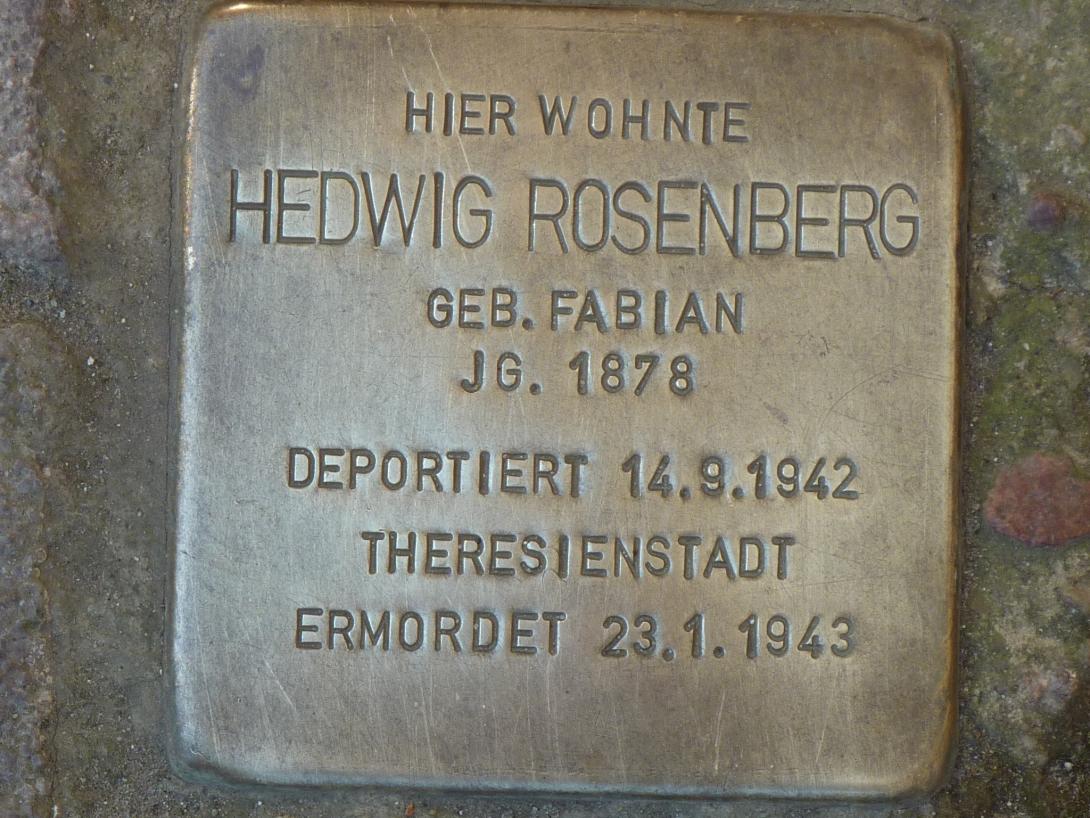 HIER WOHNTE
HEDWIG ROSENBERG
GEB. FABIAN
JG. 1878
DEPORTIERT 14.9.1942
THERESIENSTADT
ERMORDET 23.1.1943